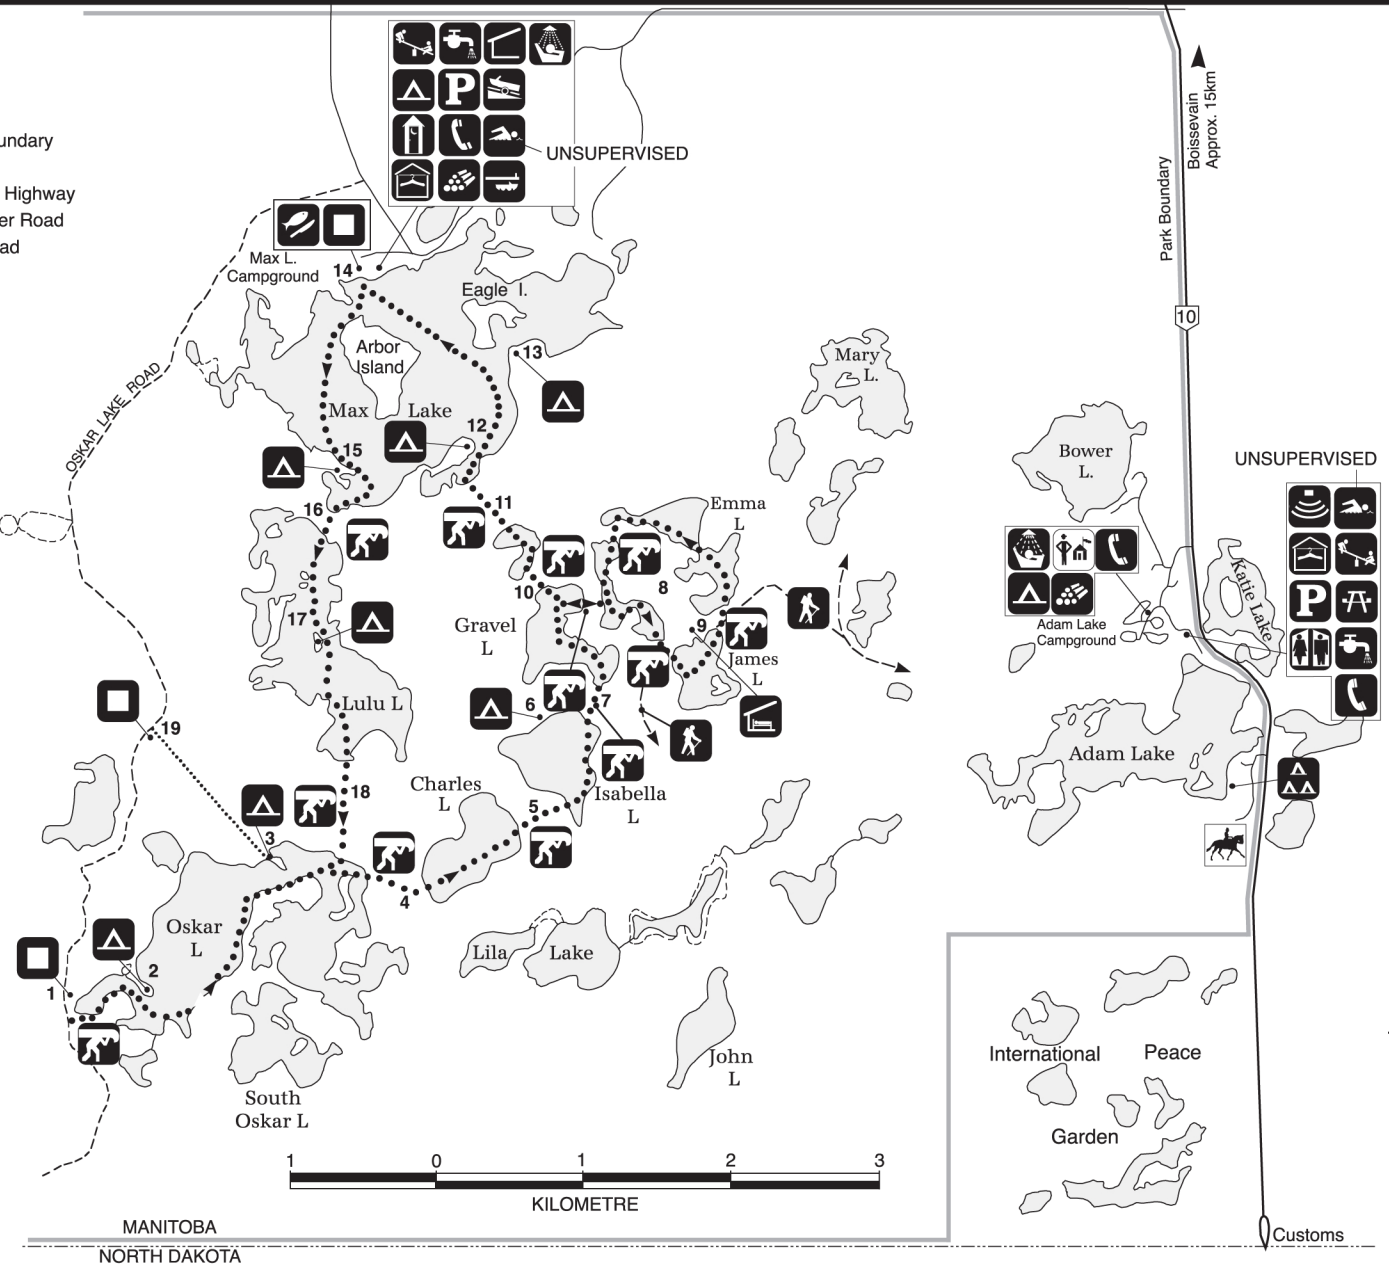 undary
Highway
er Road
ad
P
UNSUPERVISED
Boissevain
Approx. 15km
Park Boundary
10
Max L.
Campground
14
Eagle I.
Arbor
Island
13
Mary
L.
OSKAR LAKE ROAD
Max Lake
12
15
Bower
L.
UNSUPERVISED
16
11
Emma
L
8
10
17
Gravel
L
9
James
L
Katie Lake
Adam Lake
Campground
P
Lulu L
6
7
19
Adam Lake
Charles
L
Isabella
L
18
5
3
4
Oskar
L
2
1
Lila Lake
John
L
International Peace
Garden
South
Oskar L
1 0 1 2 3
KILOMETRE
MANITOBA
NORTH DAKOTA
Customs